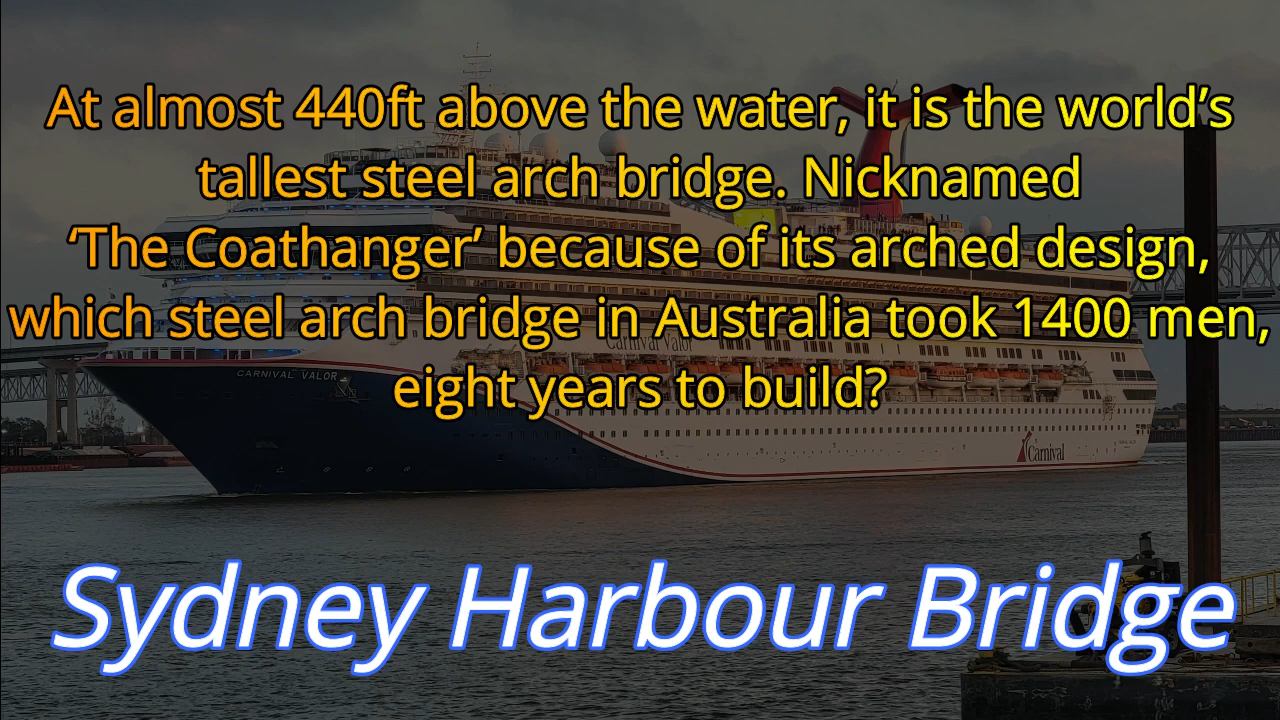 At almost 440ft above the water, it is the world’s
tallest steel arch bridge. Nicknamed
‘The Coathanger’ because of its arched design,
which steel arch bridge in Australia took 1400 men,
eight years to build?
Carnival Valor
CARNIVAL VALOR
Carnival
Sydney Harbour Bridge